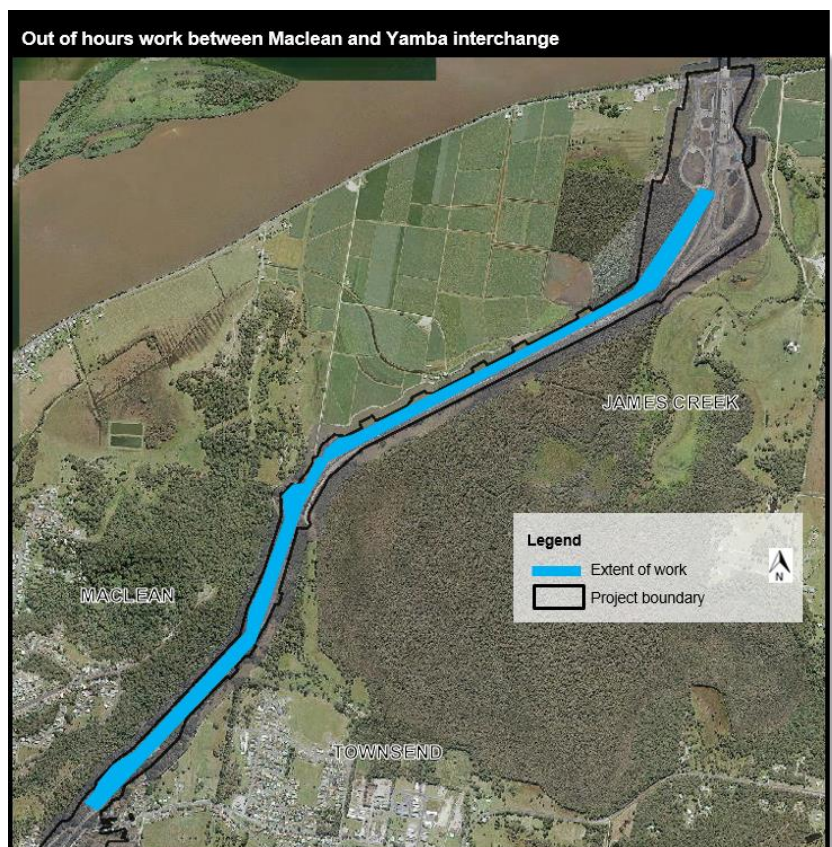 Out of hours work between Maclean and Yamba interchange
JAMES CREEK
Legend
Extent of work
Project boundary
N
MACLEAN
TOWNSEND